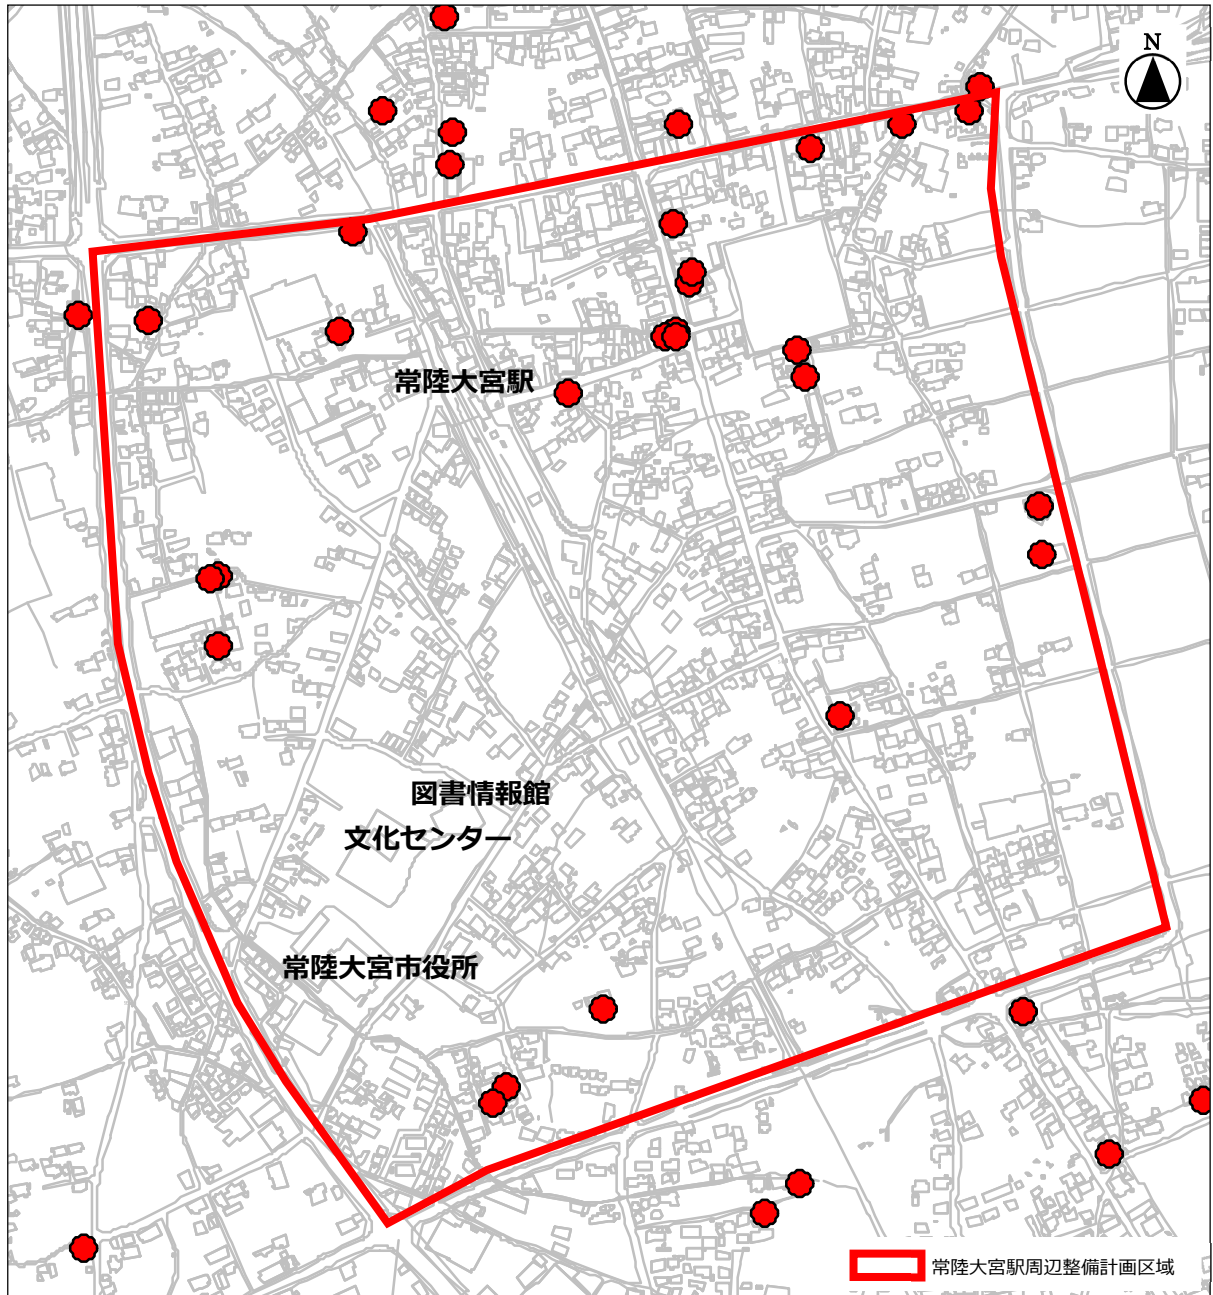 N
常陸大宮駅
図書情報館
文化センター
常陸大宮市役所
常陸大宮駅周辺整備計画区域